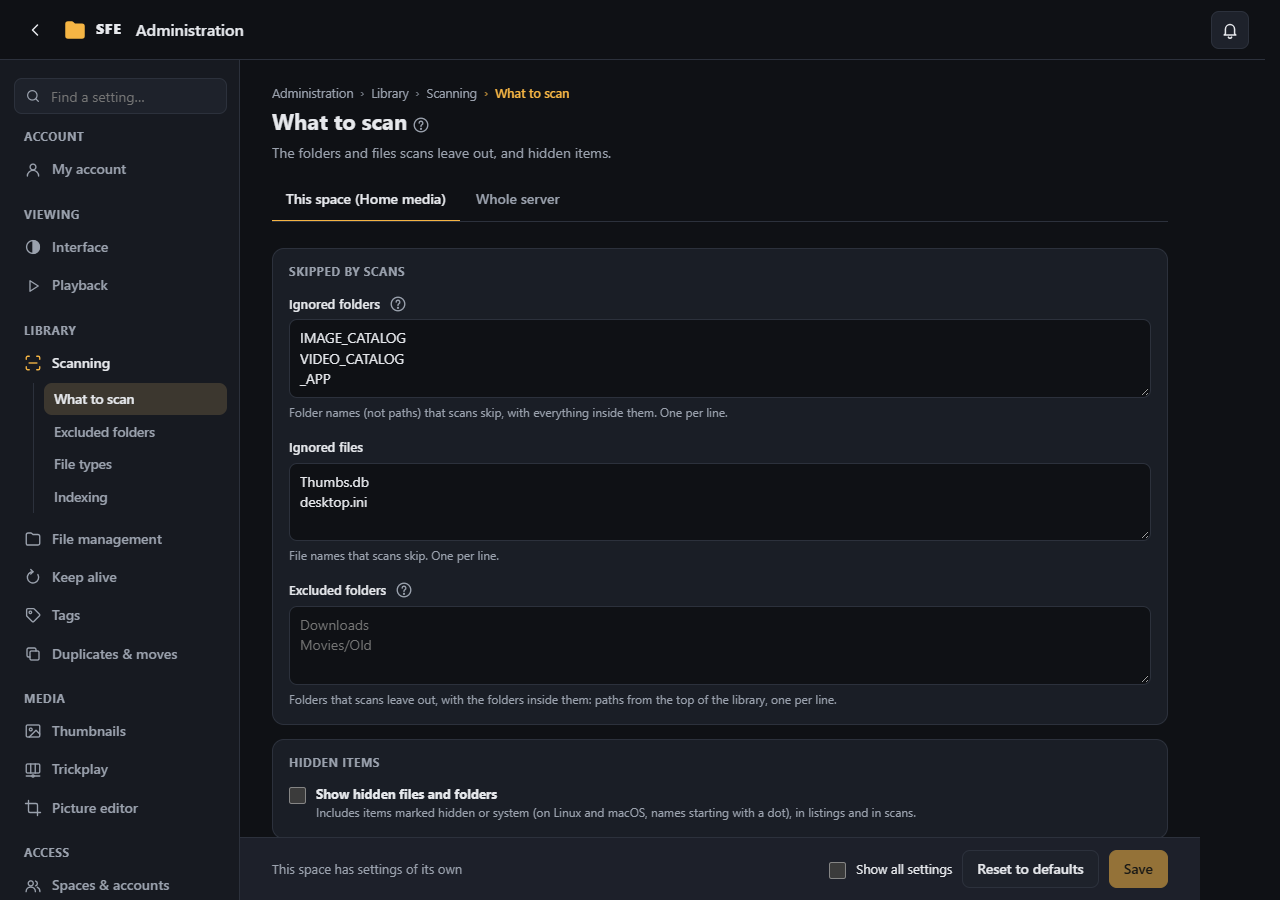 SFE Administration
Find a setting...
ACCOUNT
My account
VIEWING
Interface
Playback
LIBRARY
Scanning
What to scan
Excluded folders
File types
Indexing
File management
Keep alive
Tags
Duplicates & moves
MEDIA
Thumbnails
Trickplay
Picture editor
ACCESS
Spaces & accounts
Administration › Library › Scanning › What to scan
What to scan ?
The folders and files scans leave out, and hidden items.
This space (Home media) Whole server
SKIPPED BY SCANS
Ignored folders ?
IMAGE_CATALOG
VIDEO_CATALOG
_APP
Folder names (not paths) that scans skip, with everything inside them. One per line.
Ignored files
Thumbs.db
desktop.ini
File names that scans skip. One per line.
Excluded folders ?
Downloads
Movies/Old
Folders that scans leave out, with the folders inside them: paths from the top of the library, one per line.
HIDDEN ITEMS
Show hidden files and folders
Includes items marked hidden or system (on Linux and macOS, names starting with a dot), in listings and in scans.
This space has settings of its own Show all settings Reset to defaults Save